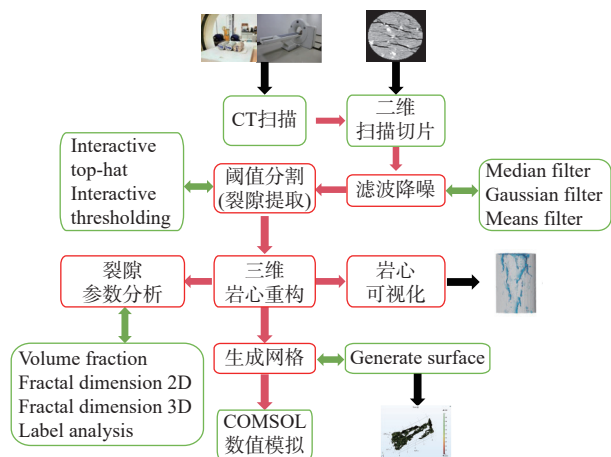 CT扫描
二维
扫描切片
Interactive
top-hat
Interactive
thresholding
阈值分割
(裂隙提取)
滤波降噪
Median filter
Gaussian filter
Means filter
裂隙
参数分析
三维
岩心重构
岩心
可视化
Volume fraction
Fractal dimension 2D
Fractal dimension 3D
Label analysis
生成网格
Generate surface
COMSOL
数值模拟